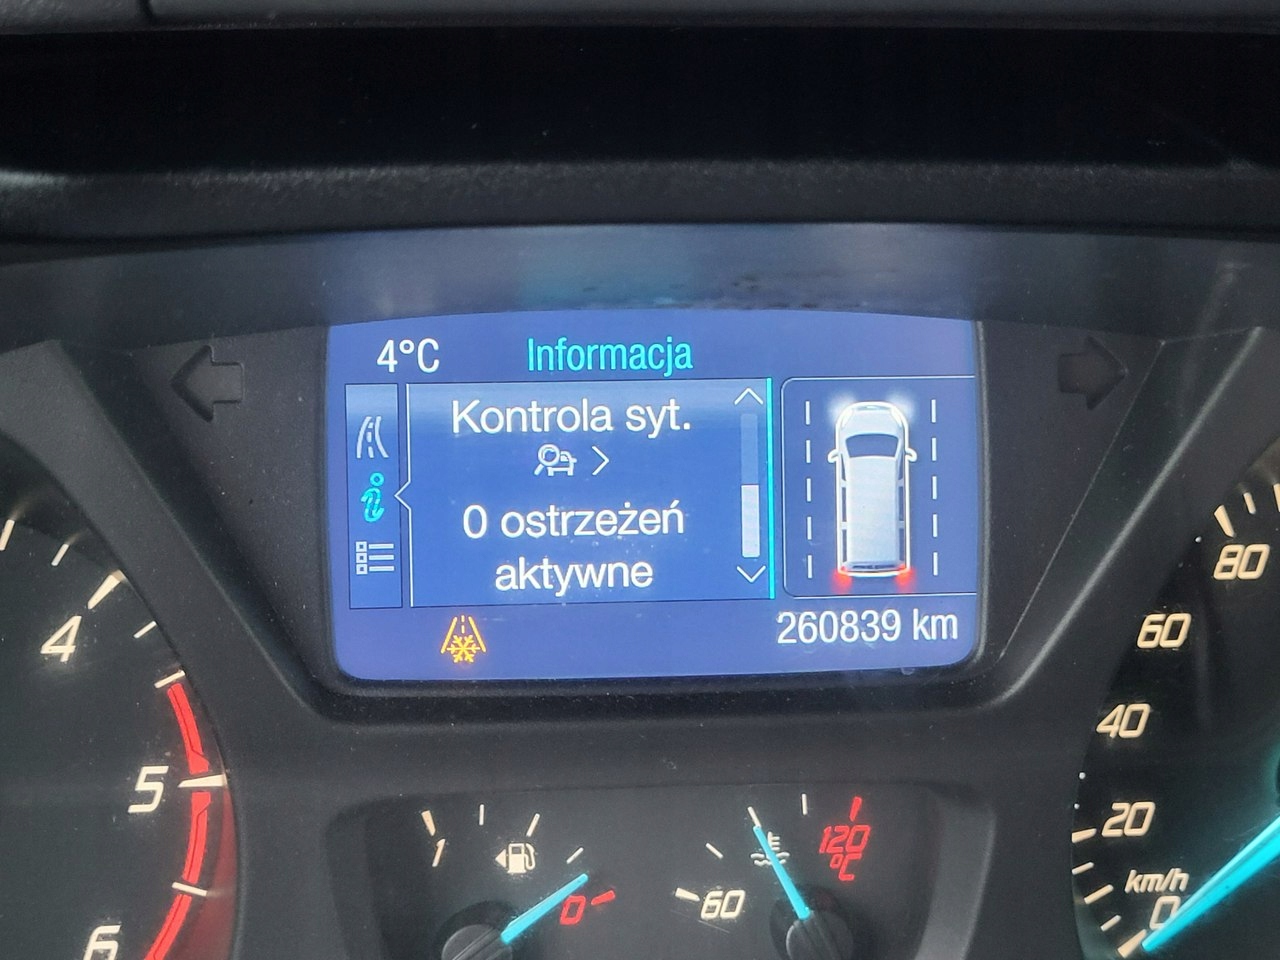 4°C Informacja
Kontrola syt.
0 ostrzeżeń
aktywne
260839 km
4
5
6
1
0
60
120
°C
80
60
40
20
km/h
0